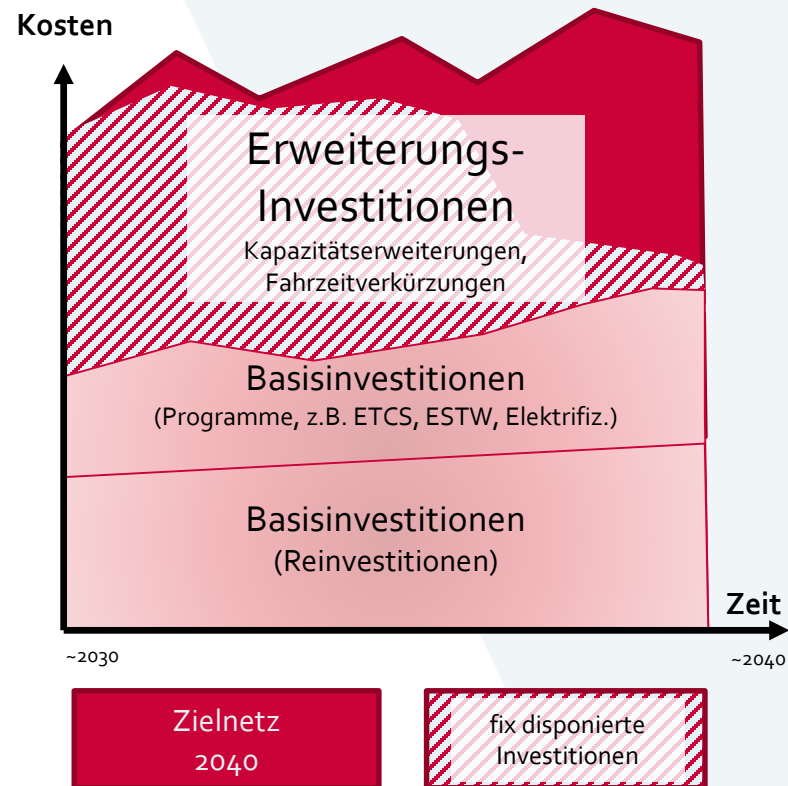 Kosten
Erweiterungs-
Investitionen
Kapazitätserweiterungen,
Fahrzeitverkürzungen
Basisinvestitionen
(Programme, z.B. ETCS, ESTW, Elektrifiz.)
Basisinvestitionen
(Reinvestitionen)
Zeit
~2030
~2040
Zielnetz
2040
fix disponierte
Investitionen